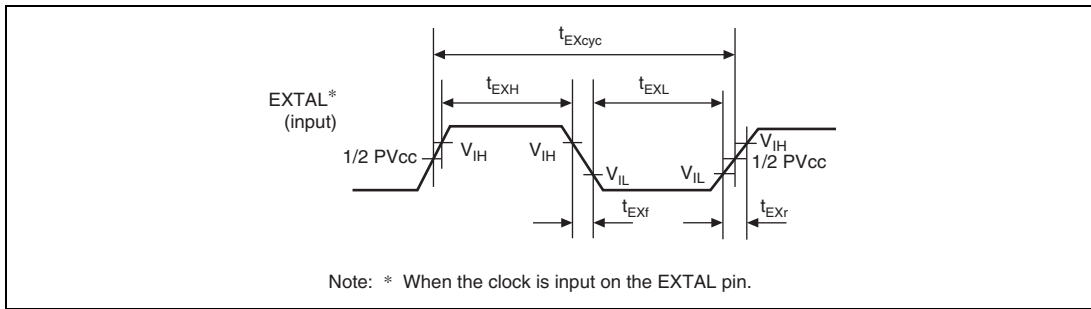 tEXcyc
tEXH
tEXL
EXTAL*
(input)
1/2 PVcc
VIH
VIH
VIL
VIL
VIH
1/2 PVcc
tEXf
tEXr
Note: * When the clock is input on the EXTAL pin.